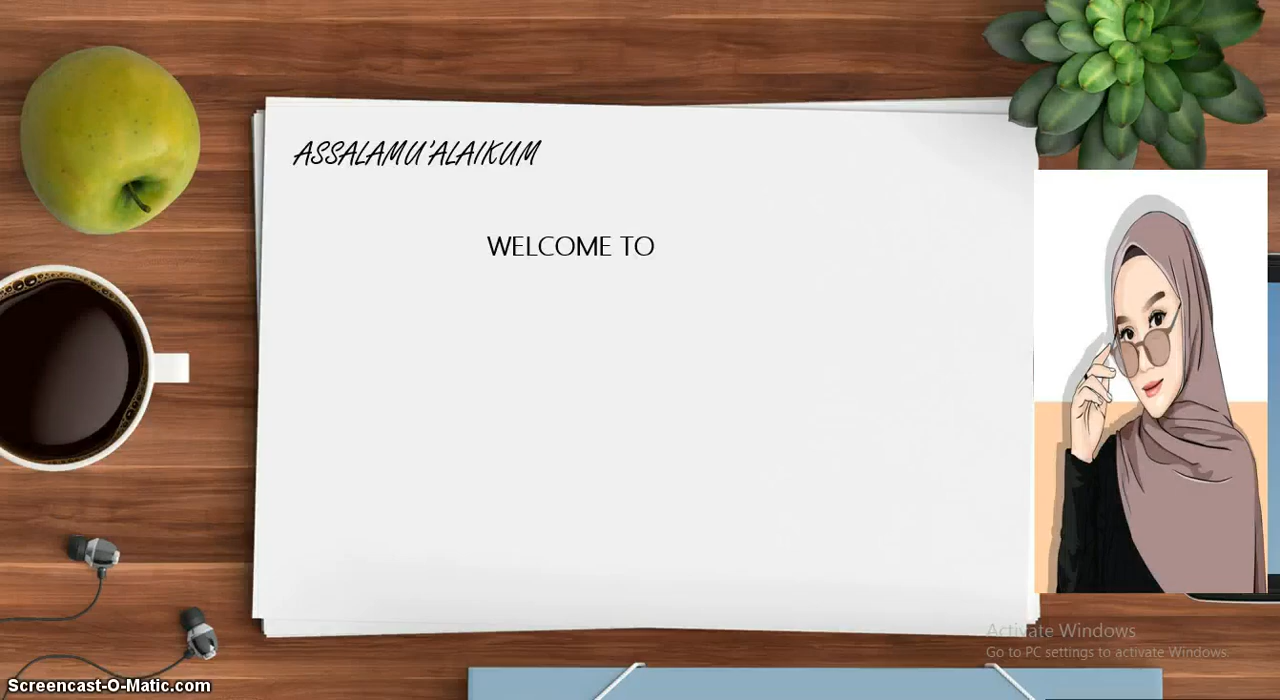 ASSALAMU'ALAIKUM
WELCOME TO
Activate Windows
Go to PC settings to activate Windows.
Screencast-O-Matic.com